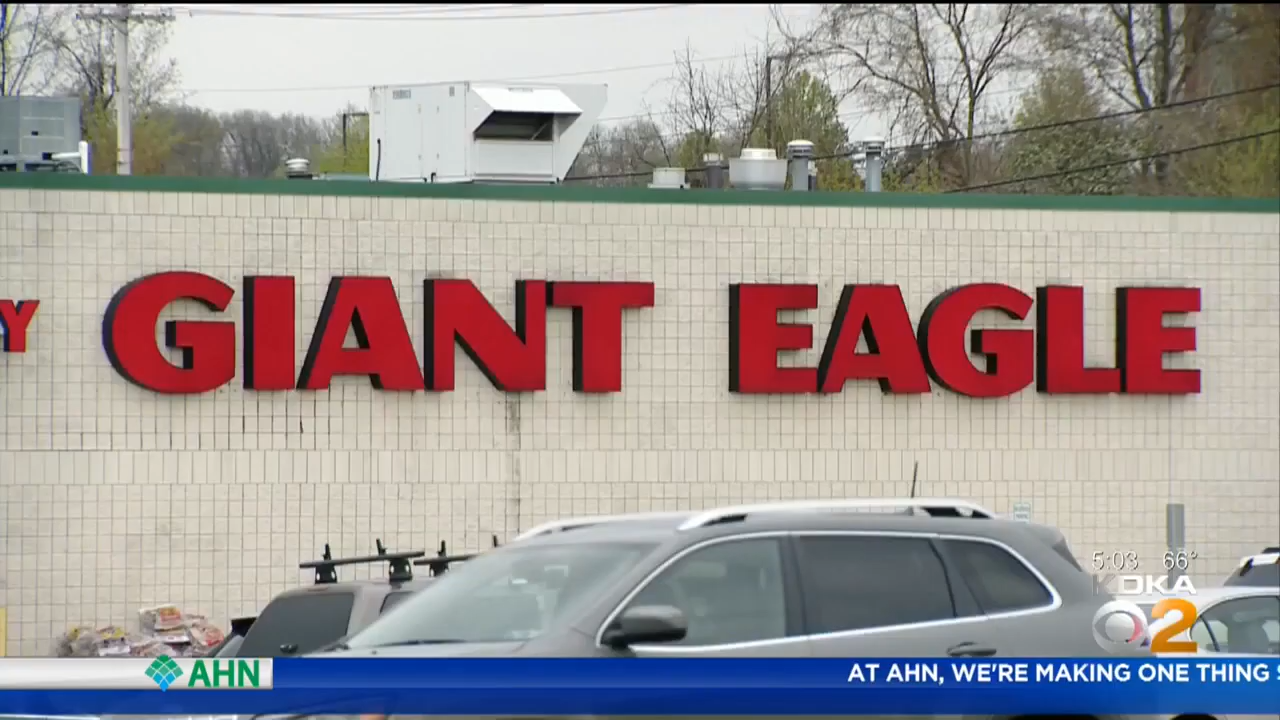 Y GIANT EAGLE
5:03 66°
KDKA
2
AHN
AT AHN, WE'RE MAKING ONE THING